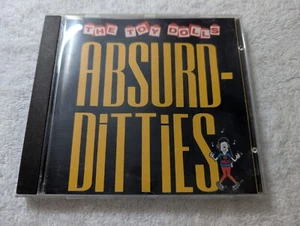 THE TOY DOLLS
ABSURD-
DiTTiES